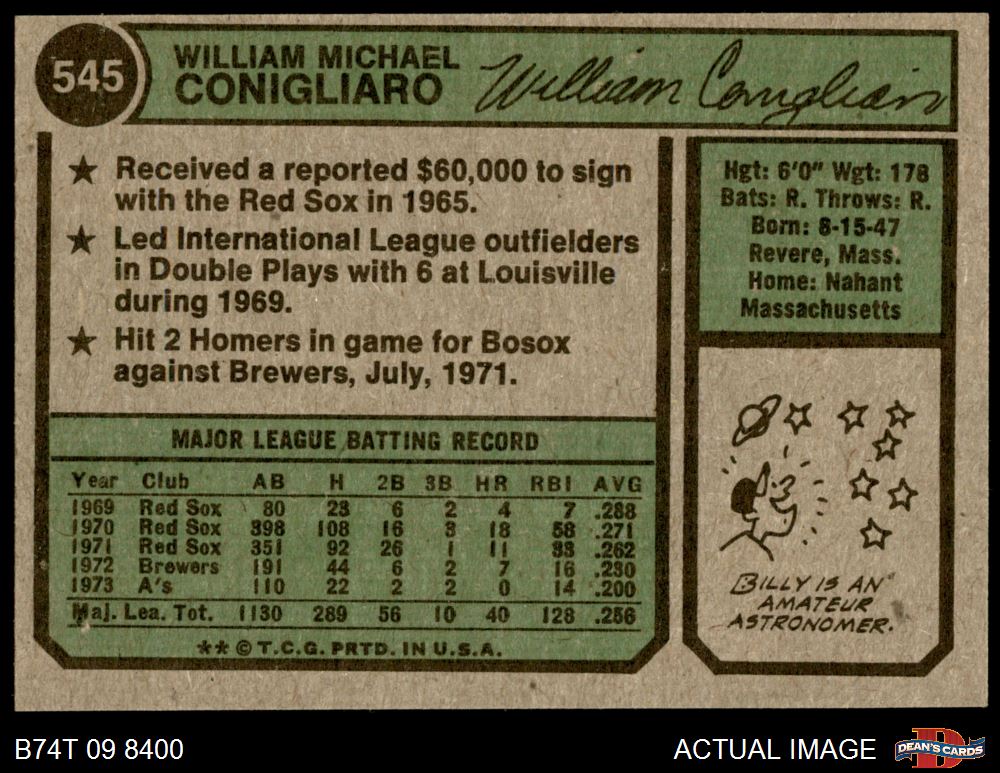 545
WILLIAM MICHAEL
CONIGLIARO
William Conigliaro
★ Received a reported $60,000 to sign
with the Red Sox in 1965.
★ Led International League outfielders
in Double Plays with 6 at Louisville
during 1969.
★ Hit 2 Homers in game for Bosox
against Brewers, July, 1971.
Hgt: 6'0" Wgt: 178
Bats: R. Throws: R.
Born: 8-15-47
Revere, Mass.
Home: Nahant
Massachusetts
MAJOR LEAGUE BATTING RECORD
Year Club AB H 2B 3B HR RBI AVG
1969 Red Sox 80 23 6 2 4 7 .288
1970 Red Sox 398 108 16 3 18 58 .271
1971 Red Sox 351 92 26 1 11 33 .262
1972 Brewers 191 44 6 2 7 16 .230
1973 A's 110 22 2 2 0 14 .200
Maj. Lea. Tot. 1130 289 56 10 40 128 .256
** © T.C.G. PRTD. IN U.S.A.
BILLY IS AN
AMATEUR
ASTRONOMER.
B74T 09 8400
ACTUAL IMAGE
DEAN'S CARDS